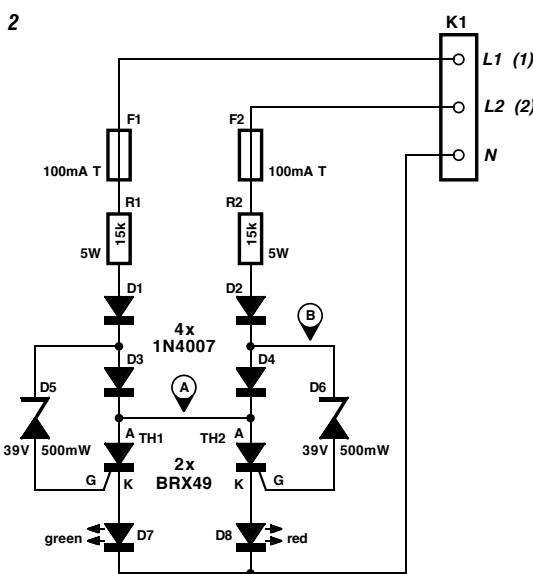 2
K1
L1 (1)
L2 (2)
N
F1
F2
100mA T
100mA T
R1
R2
15k
15k
5W
5W
D1
D2
B
4x
1N4007
D3
D4
D5
A
D6
A
TH1
TH2
A
39V
500mW
2x
BRX49
39V
500mW
G
K
K
G
green
D7
D8
red